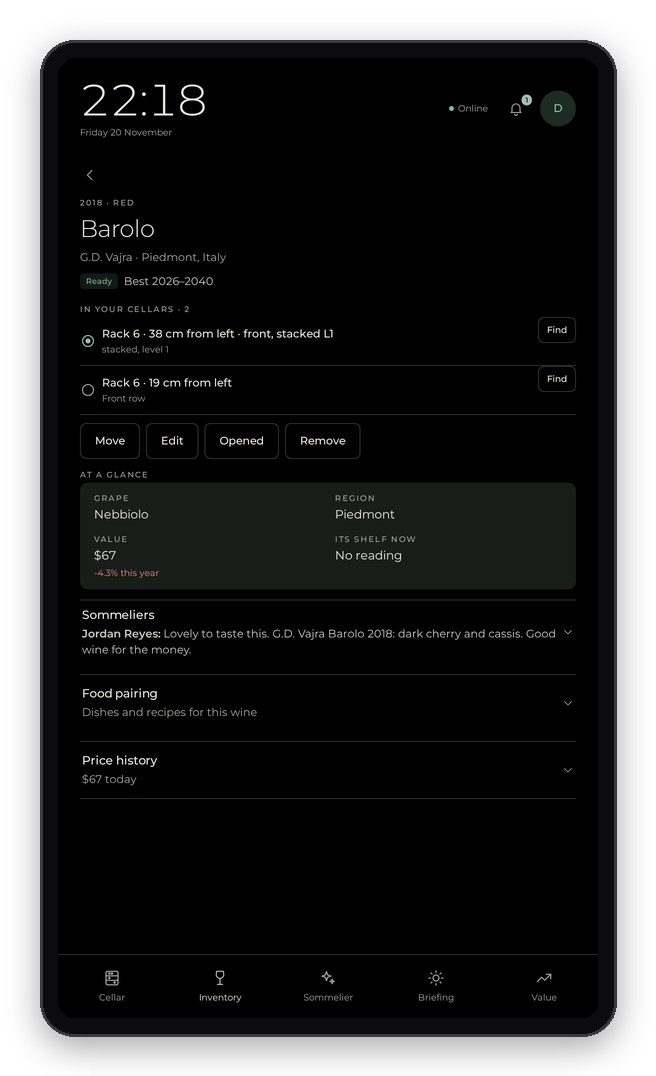 22:18
Friday 20 November
Online
1
D
2018 · RED
Barolo
G.D. Vajra · Piedmont, Italy
Ready Best 2026–2040
IN YOUR CELLARS · 2
Rack 6 · 38 cm from left · front, stacked L1
stacked, level 1
Find
Rack 6 · 19 cm from left
Front row
Find
Move Edit Opened Remove
AT A GLANCE
GRAPE
Nebbiolo
REGION
Piedmont
VALUE
$67
-4.3% this year
ITS SHELF NOW
No reading
Sommeliers
Jordan Reyes: Lovely to taste this. G.D. Vajra Barolo 2018: dark cherry and cassis. Good
wine for the money.
Food pairing
Dishes and recipes for this wine
Price history
$67 today
Cellar Inventory Sommelier Briefing Value